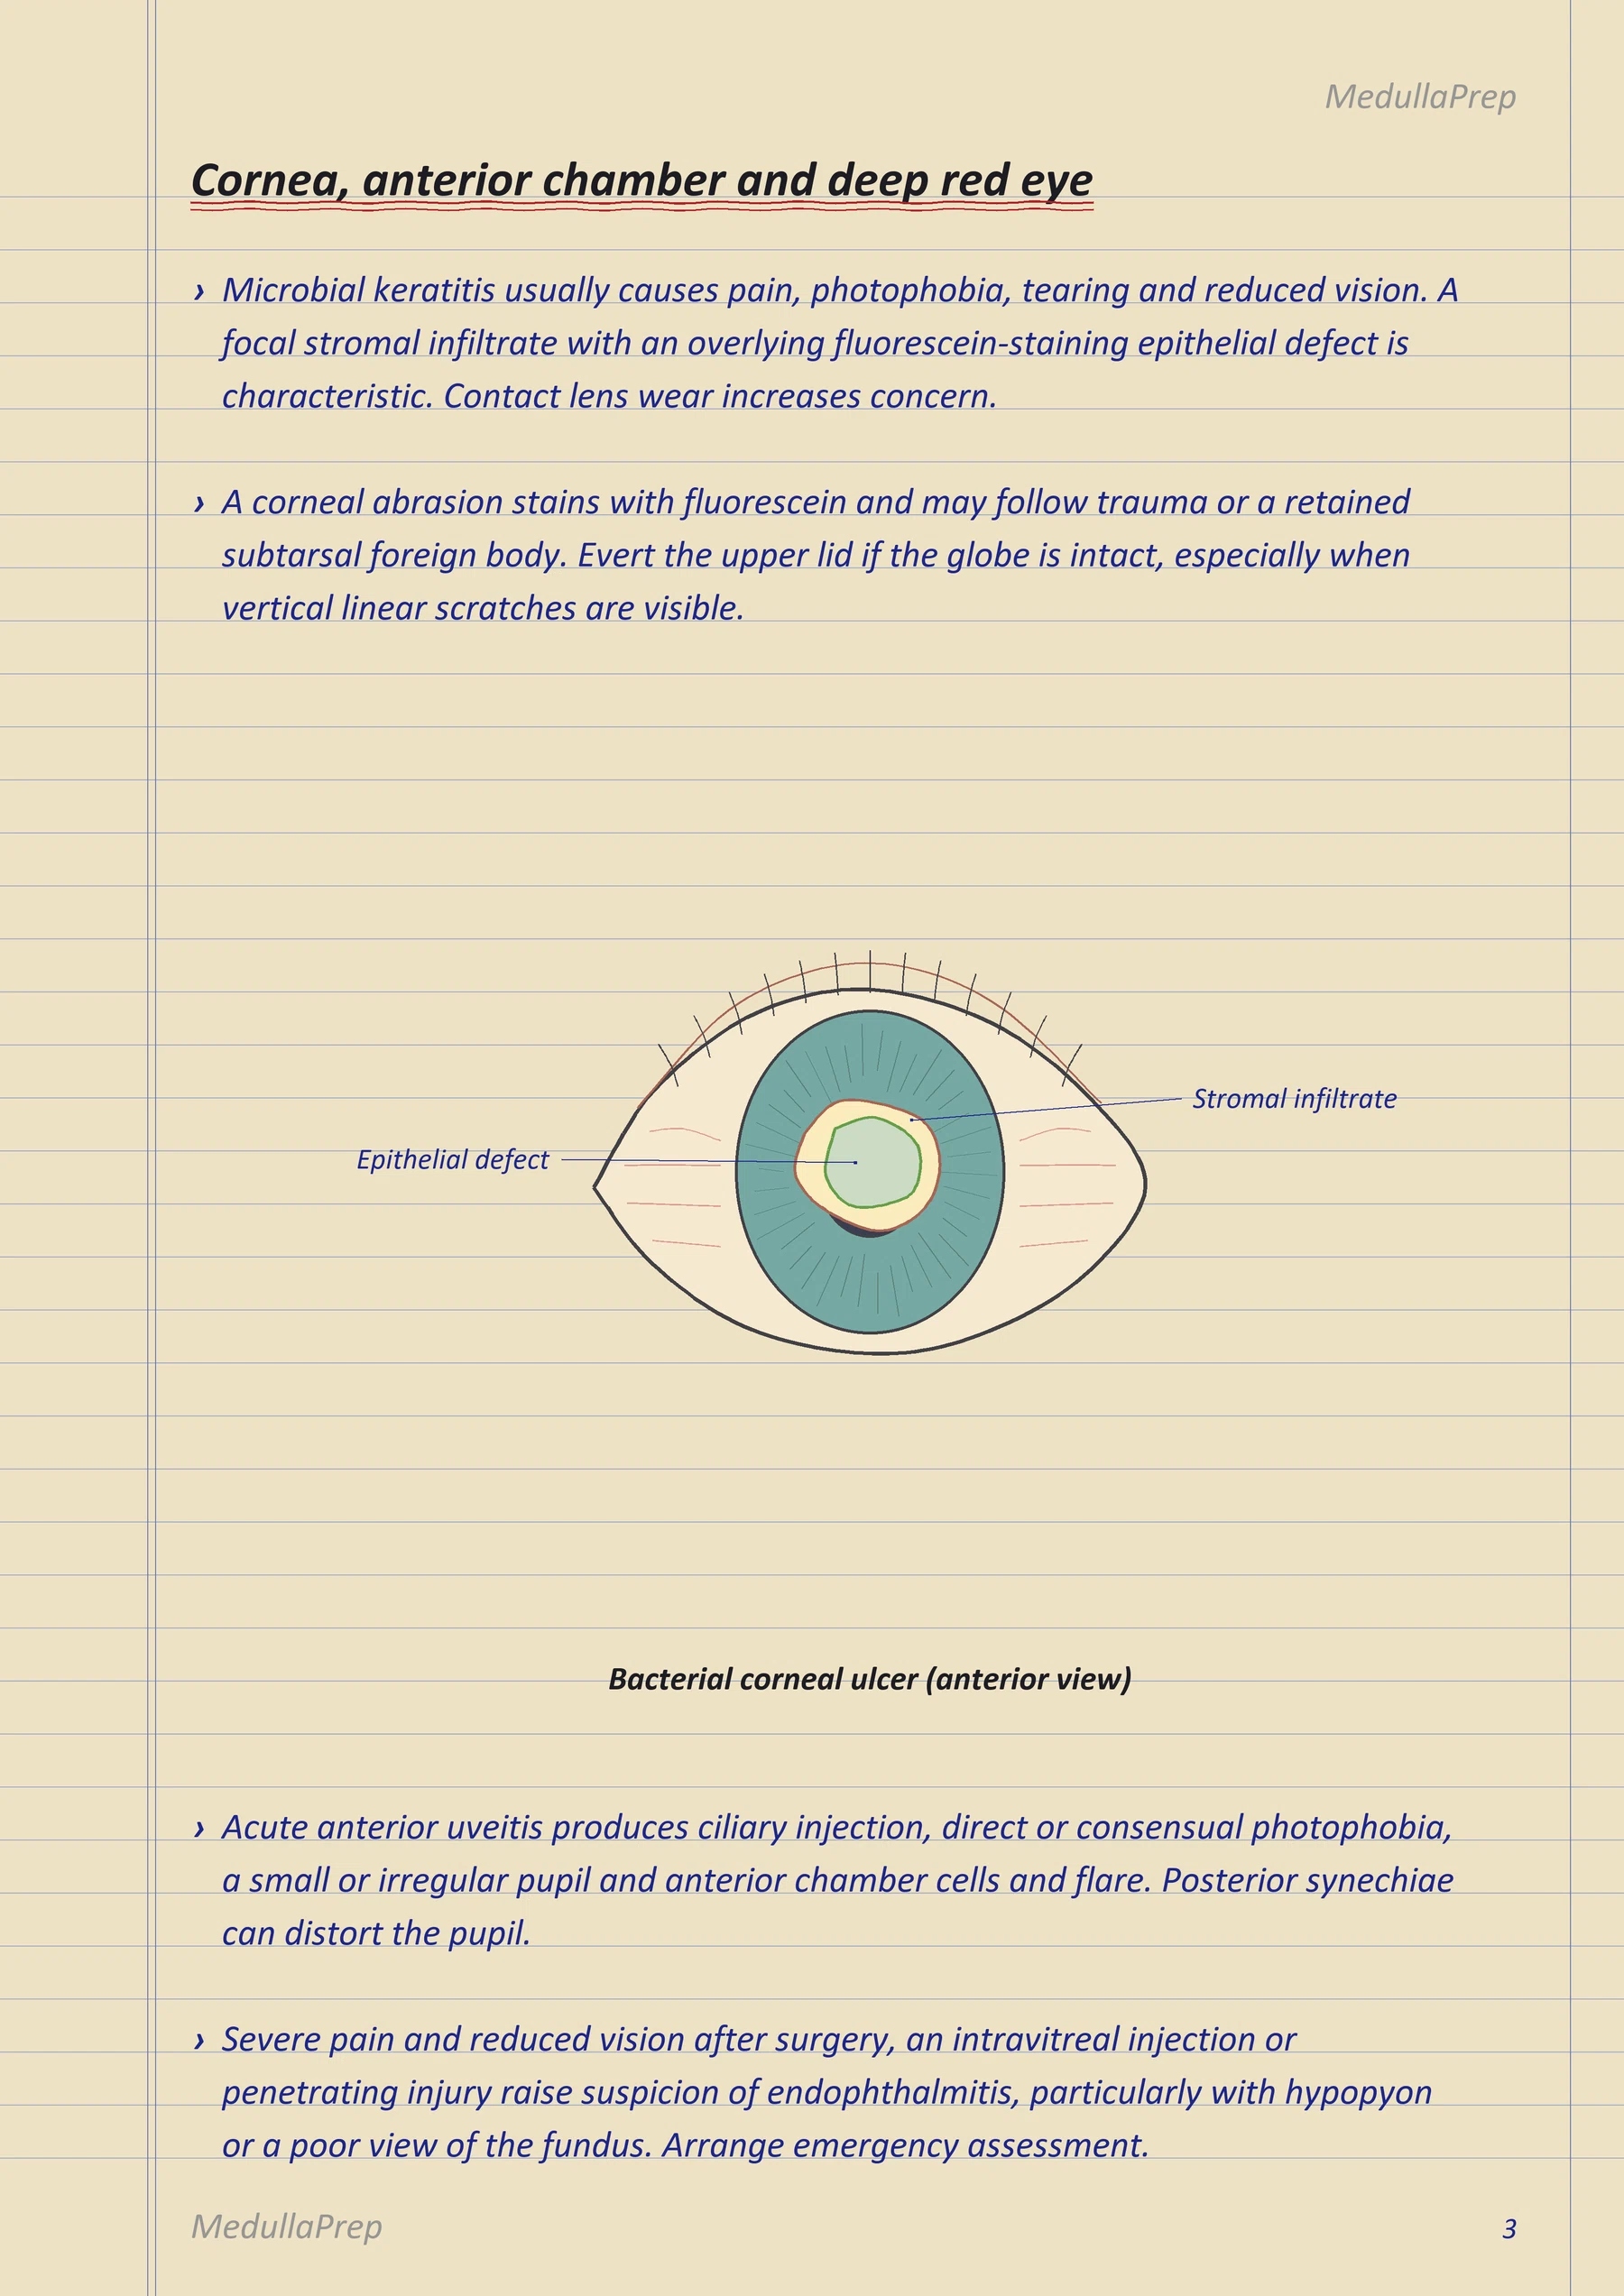 MedullaPrep
Cornea, anterior chamber and deep red eye
› Microbial keratitis usually causes pain, photophobia, tearing and reduced vision. A
focal stromal infiltrate with an overlying fluorescein-staining epithelial defect is
characteristic. Contact lens wear increases concern.
› A corneal abrasion stains with fluorescein and may follow trauma or a retained
subtarsal foreign body. Evert the upper lid if the globe is intact, especially when
vertical linear scratches are visible.
Stromal infiltrate
Epithelial defect
Bacterial corneal ulcer (anterior view)
› Acute anterior uveitis produces ciliary injection, direct or consensual photophobia,
a small or irregular pupil and anterior chamber cells and flare. Posterior synechiae
can distort the pupil.
› Severe pain and reduced vision after surgery, an intravitreal injection or
penetrating injury raise suspicion of endophthalmitis, particularly with hypopyon
or a poor view of the fundus. Arrange emergency assessment.
MedullaPrep
3